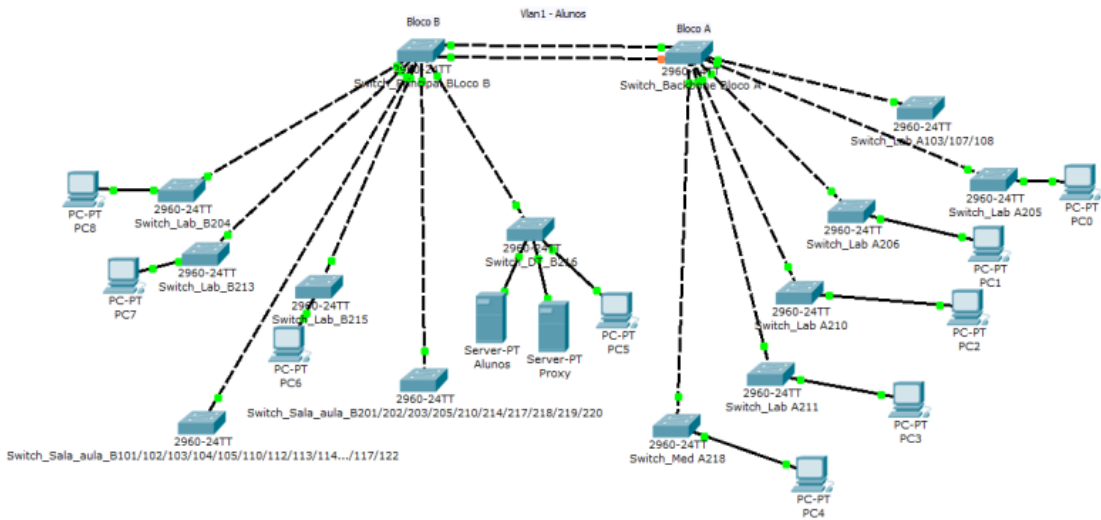 Vlan1 - Alunos
Bloco B
Bloco A
2960-24TT
Switch_Principal_BLoco B
2960-24TT
Switch_Backbone Bloco A
2960-24TT
Switch_Lab A103/107/108
PC-PT
PC8
2960-24TT
Switch_Lab_B204
2960-24TT
Switch_Lab A205
PC-PT
PC0
2960-24TT
Switch_Lab A206
PC-PT
PC7
2960-24TT
Switch_Lab_B213
2960-24TT
B216
PC-PT
PC1
2960-24TT
Switch_Lab_B215
2960-24TT
Switch_Lab A210
PC-PT
PC2
PC-PT
PC6
Server-PT
Alunos
Server-PT
Proxy
PC-PT
PC5
2960-24TT
Switch_Sala_aula_B201/202/203/205/210/214/217/218/219/220
2960-24TT
Switch_Lab A211
PC-PT
PC3
2960-24TT
Switch_Sala_aula_B101/102/103/104/105/110/112/113/114.../117/122
2960-24TT
Switch_Med A218
PC-PT
PC4